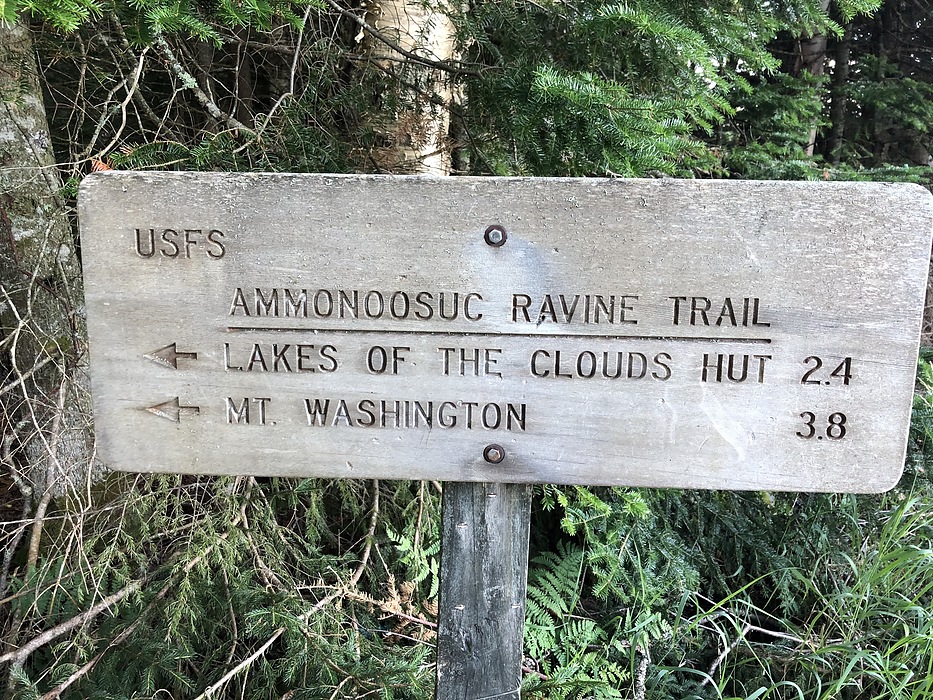 USFS
AMMONOOSUC RAVINE TRAIL
LAKES OF THE CLOUDS HUT 2.4
MT. WASHINGTON 3.8